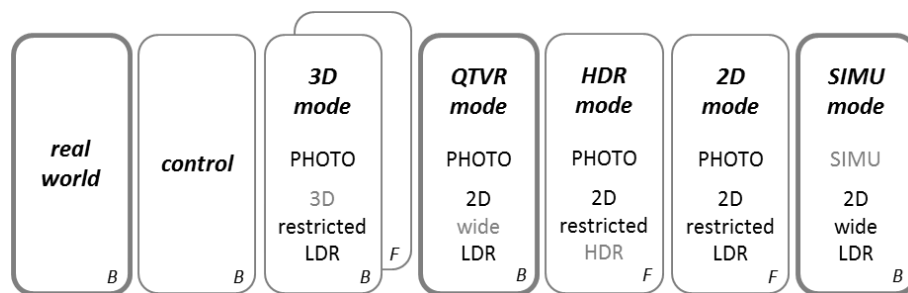 real
world
B
control
B
3D
mode
PHOTO
3D
restricted
LDR
B
F
QTVR
mode
PHOTO
2D
wide
LDR
B
HDR
mode
PHOTO
2D
restricted
HDR
F
2D
mode
PHOTO
2D
restricted
LDR
F
SIMU
mode
SIMU
2D
wide
LDR
B